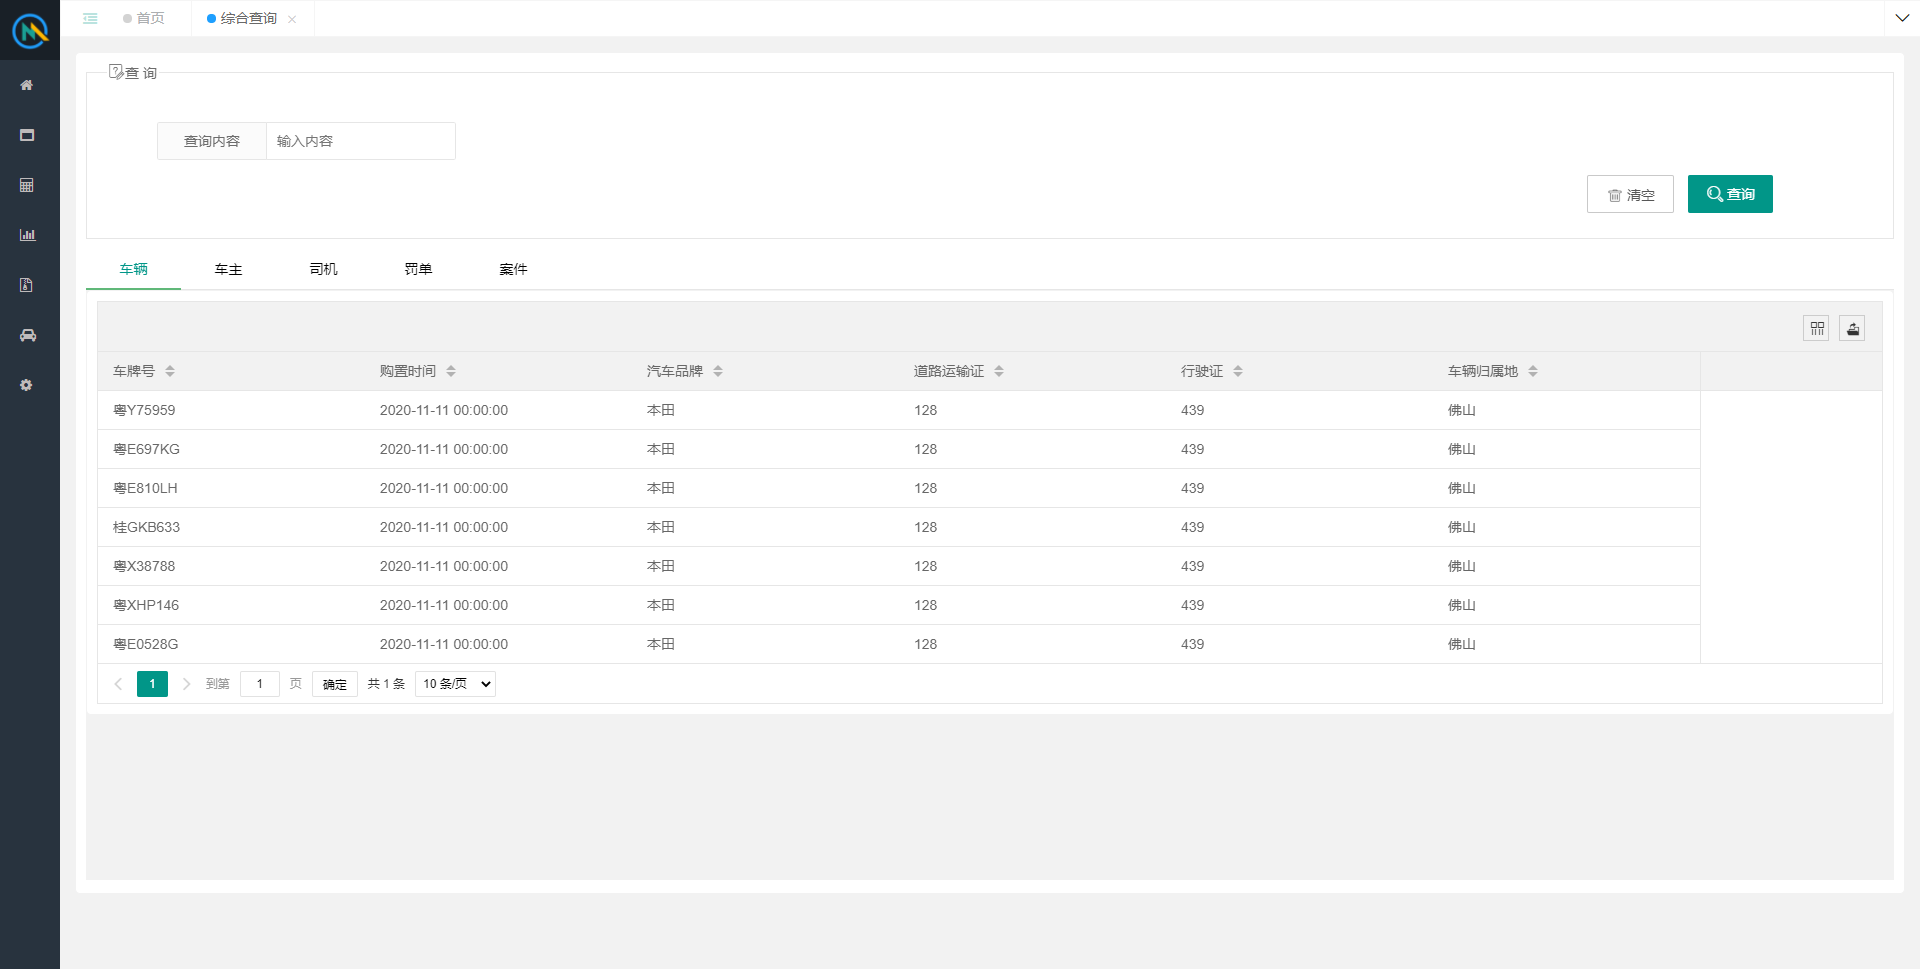 首页 综合查询
查 询
查询内容 输入内容
清空 查询
车辆 车主 司机 罚单 案件
车牌号 购置时间 汽车品牌 道路运输证 行驶证 车辆归属地
粤Y75959 2020-11-11 00:00:00 本田 128 439 佛山
粤E697KG 2020-11-11 00:00:00 本田 128 439 佛山
粤E810LH 2020-11-11 00:00:00 本田 128 439 佛山
桂GKB633 2020-11-11 00:00:00 本田 128 439 佛山
粤X38788 2020-11-11 00:00:00 本田 128 439 佛山
粤XHP146 2020-11-11 00:00:00 本田 128 439 佛山
粤E0528G 2020-11-11 00:00:00 本田 128 439 佛山
1 到第 1 页 确定 共 1 条 10 条/页